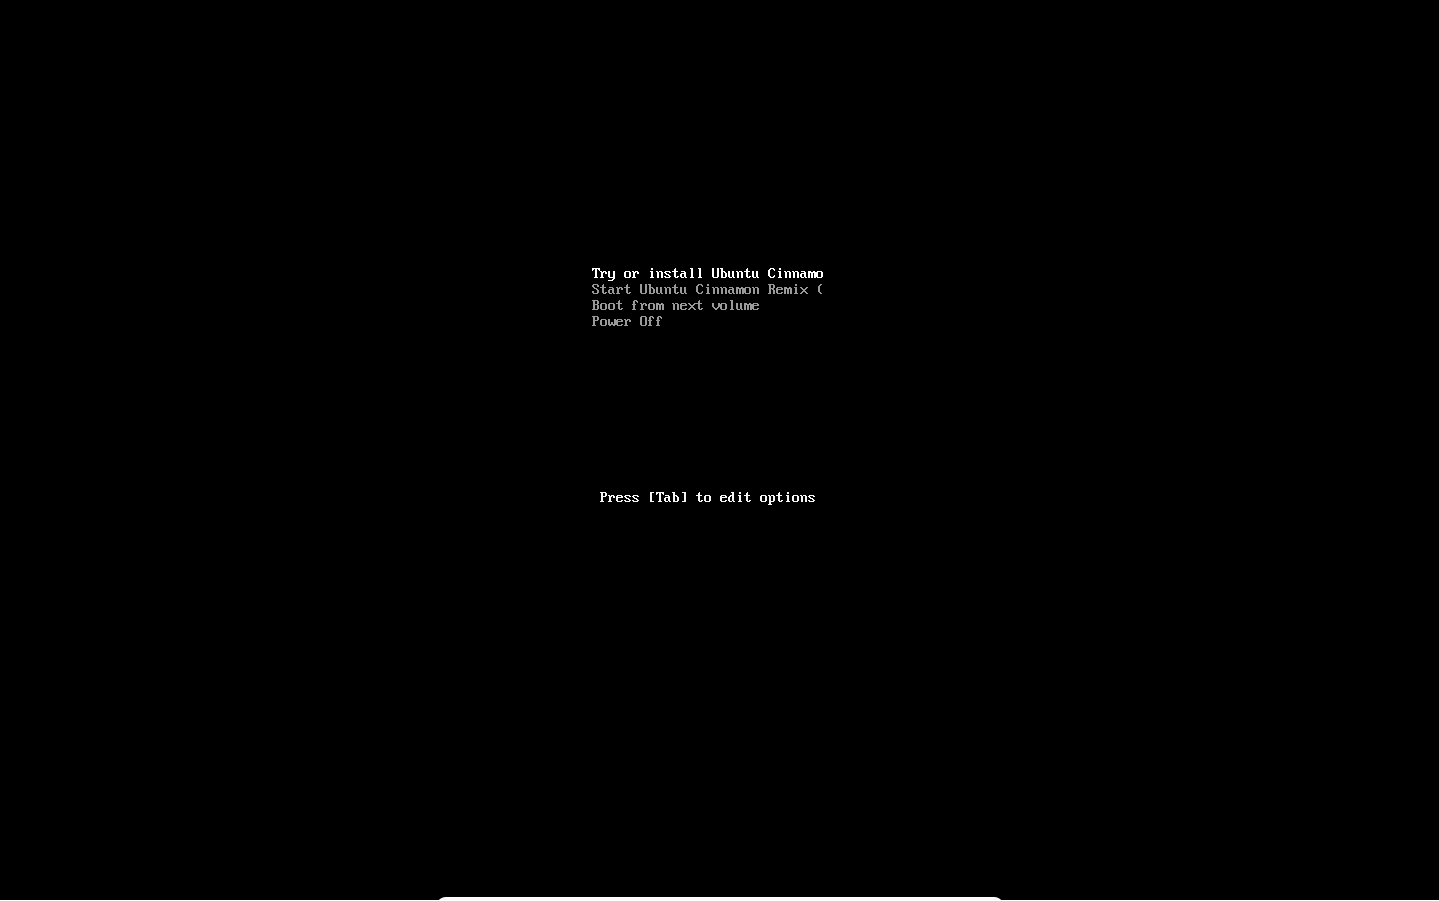 Try or install Ubuntu Cinnamo
Start Ubuntu Cinnamon Remix (
Boot from next volume
Power Off
Press [Tab] to edit options